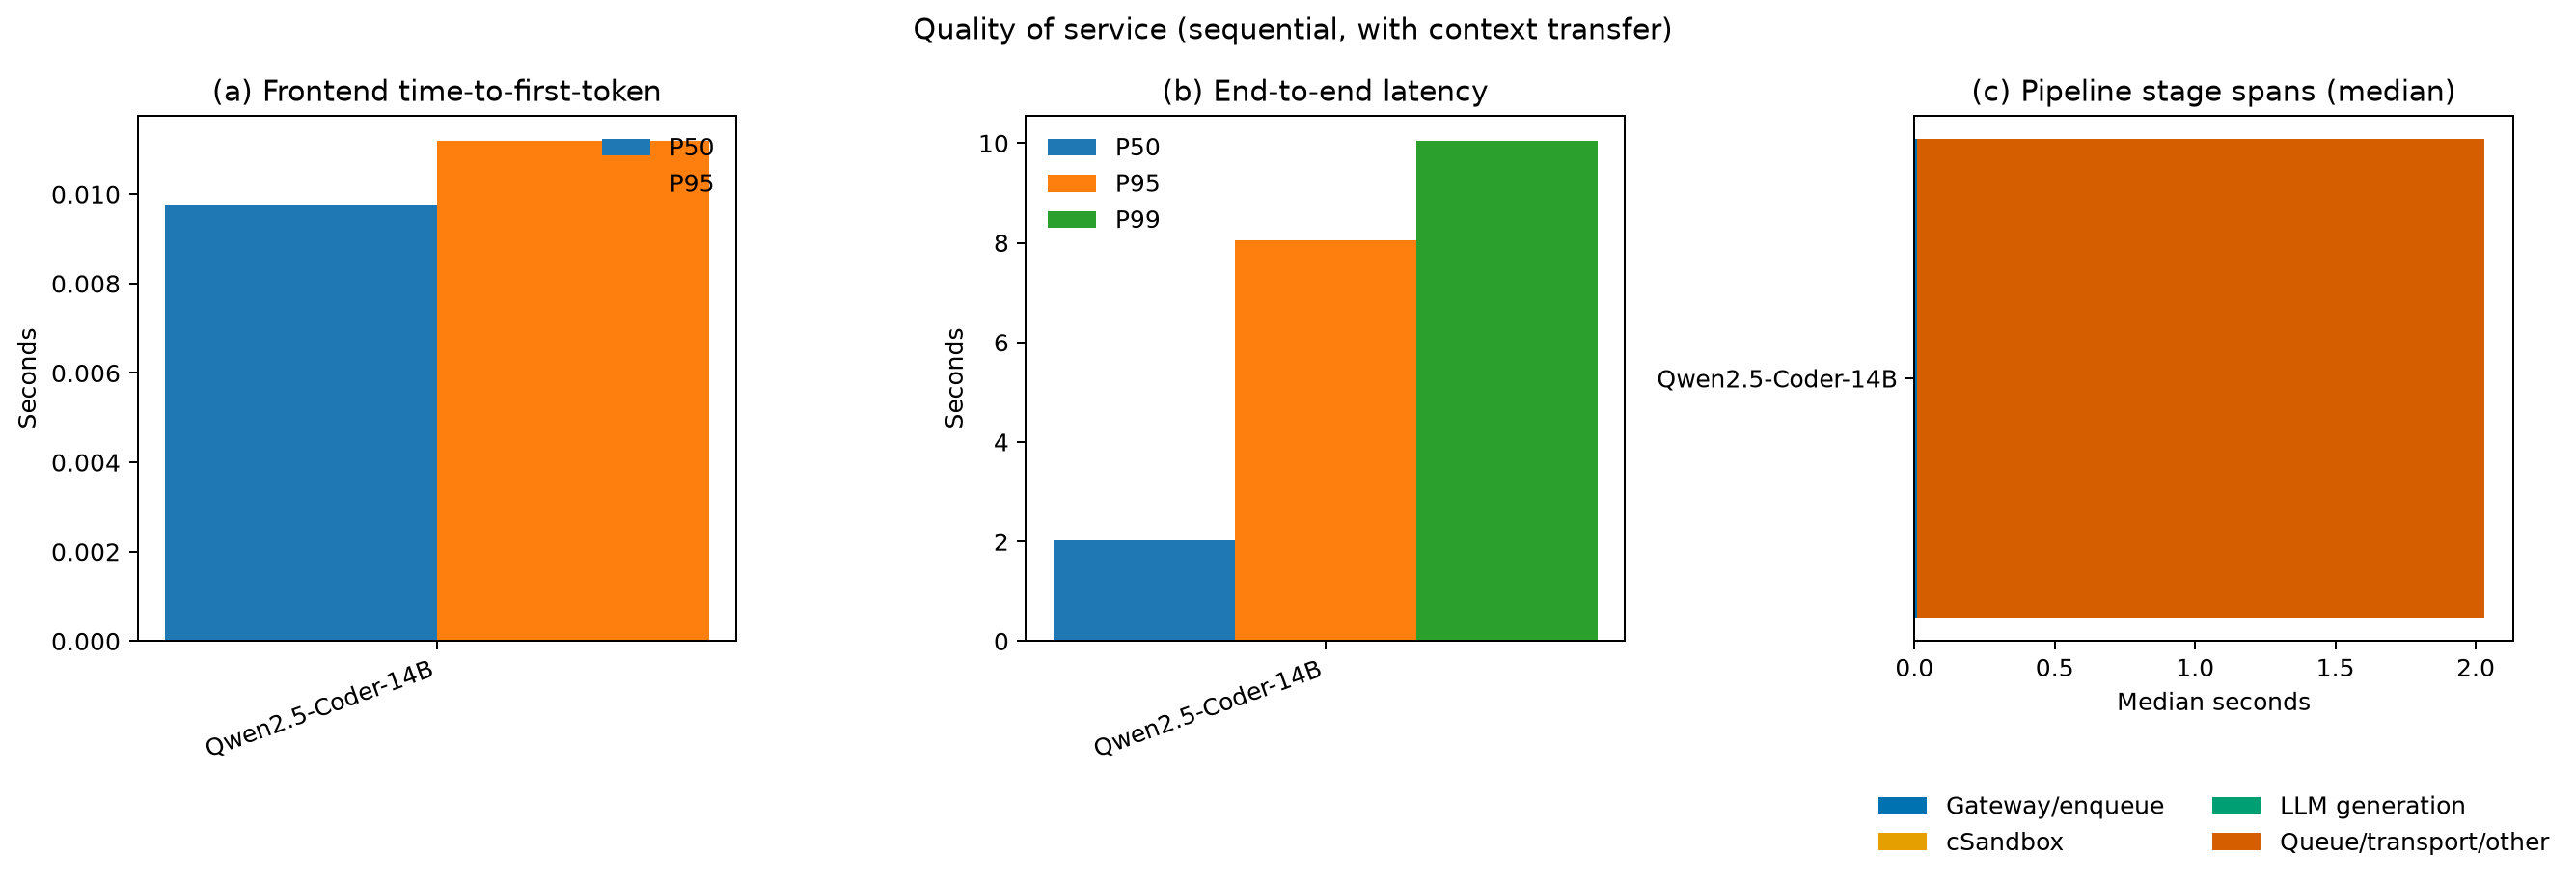 Quality of service (sequential, with context transfer)
(a) Frontend time-to-first-token
P50
P95
0.010
0.008
0.006
0.004
0.002
0.000
Seconds
Qwen2.5-Coder-14B
(b) End-to-end latency
P50
P95
P99
10
8
6
4
2
0
Seconds
Qwen2.5-Coder-14B
(c) Pipeline stage spans (median)
Qwen2.5-Coder-14B
0.0 0.5 1.0 1.5 2.0
Median seconds
Gateway/enqueue LLM generation
cSandbox Queue/transport/other